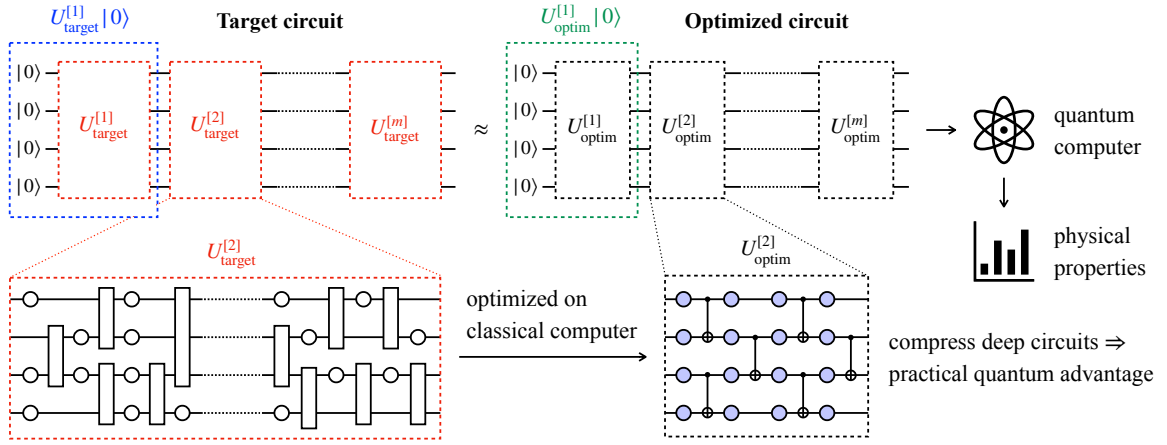 U^{[1]}_{target}|0⟩
Target circuit
U^{[1]}_{optim}|0⟩
Optimized circuit
|0⟩
|0⟩
|0⟩
|0⟩
U^{[1]}_{target}
U^{[2]}_{target}
U^{[m]}_{target}
≈
|0⟩
|0⟩
|0⟩
|0⟩
U^{[1]}_{optim}
U^{[2]}_{optim}
U^{[m]}_{optim}
quantum
computer
physical
properties
U^{[2]}_{target}
optimized on
classical computer
U^{[2]}_{optim}
compress deep circuits ⇒
practical quantum advantage